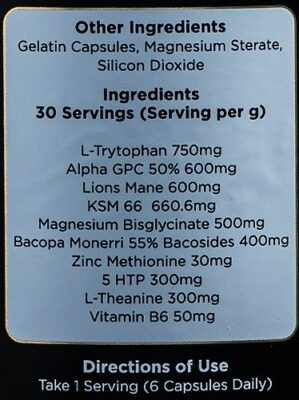 Other Ingredients
Gelatin Capsules, Magnesium Sterate,
Silicon Dioxide
Ingredients
30 Servings (Serving per g)
L-Trytophan 750mg
Alpha GPC 50% 600mg
Lions Mane 600mg
KSM 66 660.6mg
Magnesium Bisglycinate 500mg
Bacopa Monerri 55% Bacosides 400mg
Zinc Methionine 30mg
5 HTP 300mg
L-Theanine 300mg
Vitamin B6 50mg
Directions of Use
Take 1 Serving (6 Capsules Daily)